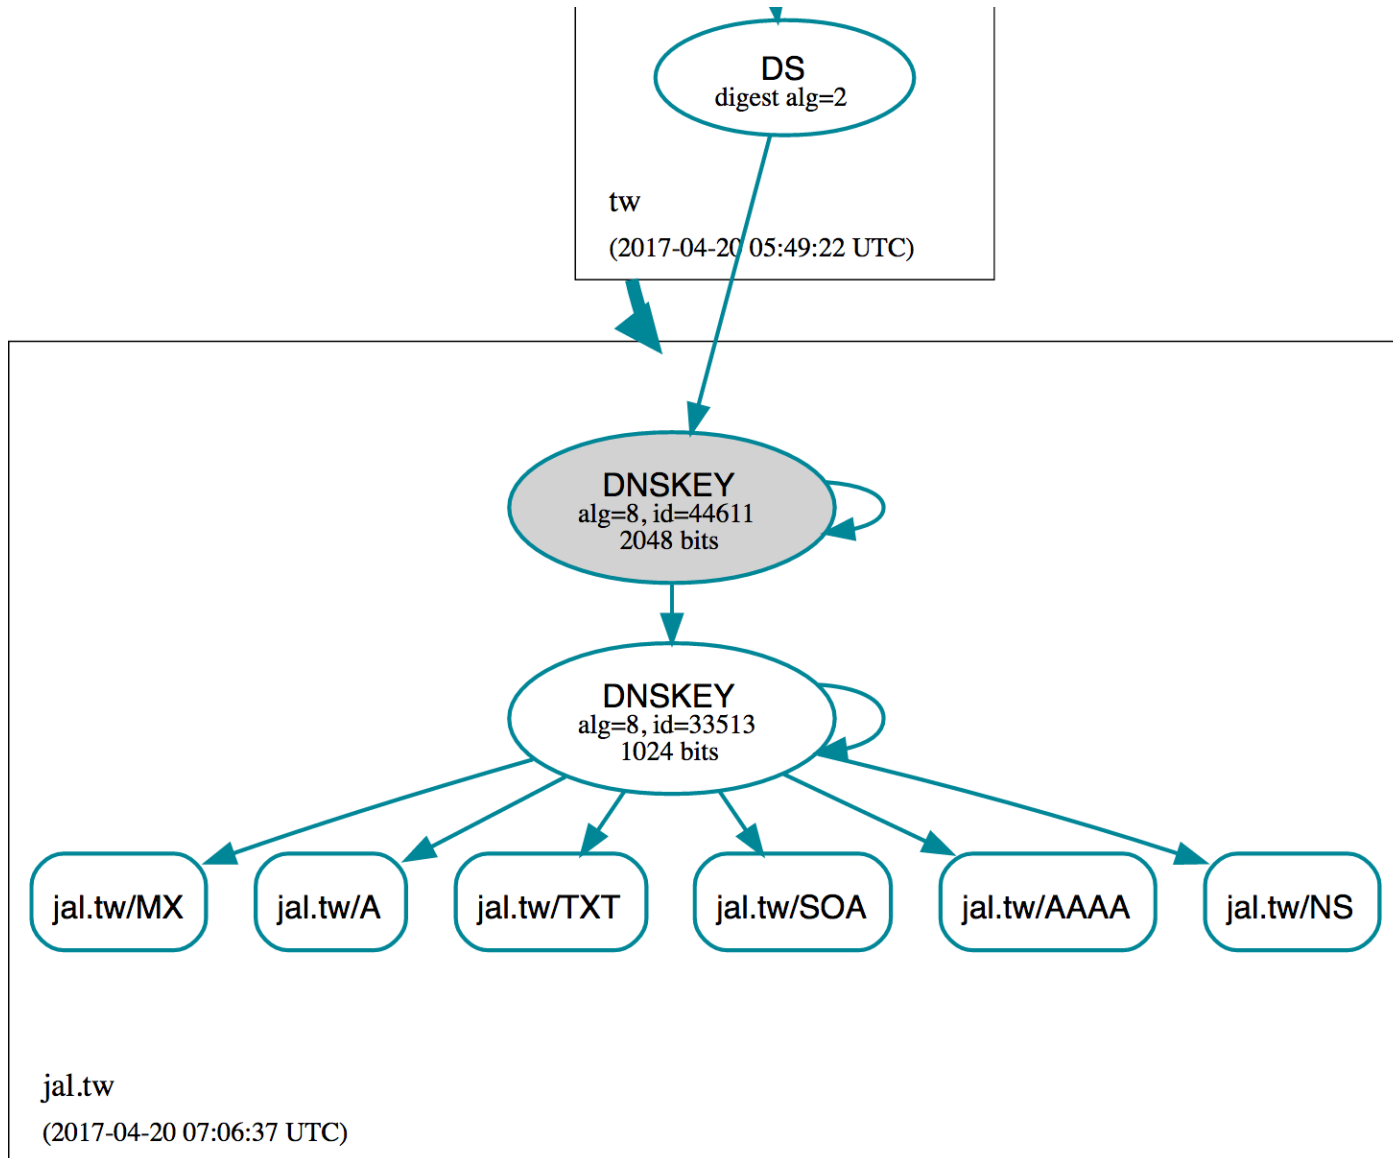 DS
digest alg=2
tw
(2017-04-20 05:49:22 UTC)
DNSKEY
alg=8, id=44611
2048 bits
DNSKEY
alg=8, id=33513
1024 bits
jal.tw/MX
jal.tw/A
jal.tw/TXT
jal.tw/SOA
jal.tw/AAAA
jal.tw/NS
jal.tw
(2017-04-20 07:06:37 UTC)